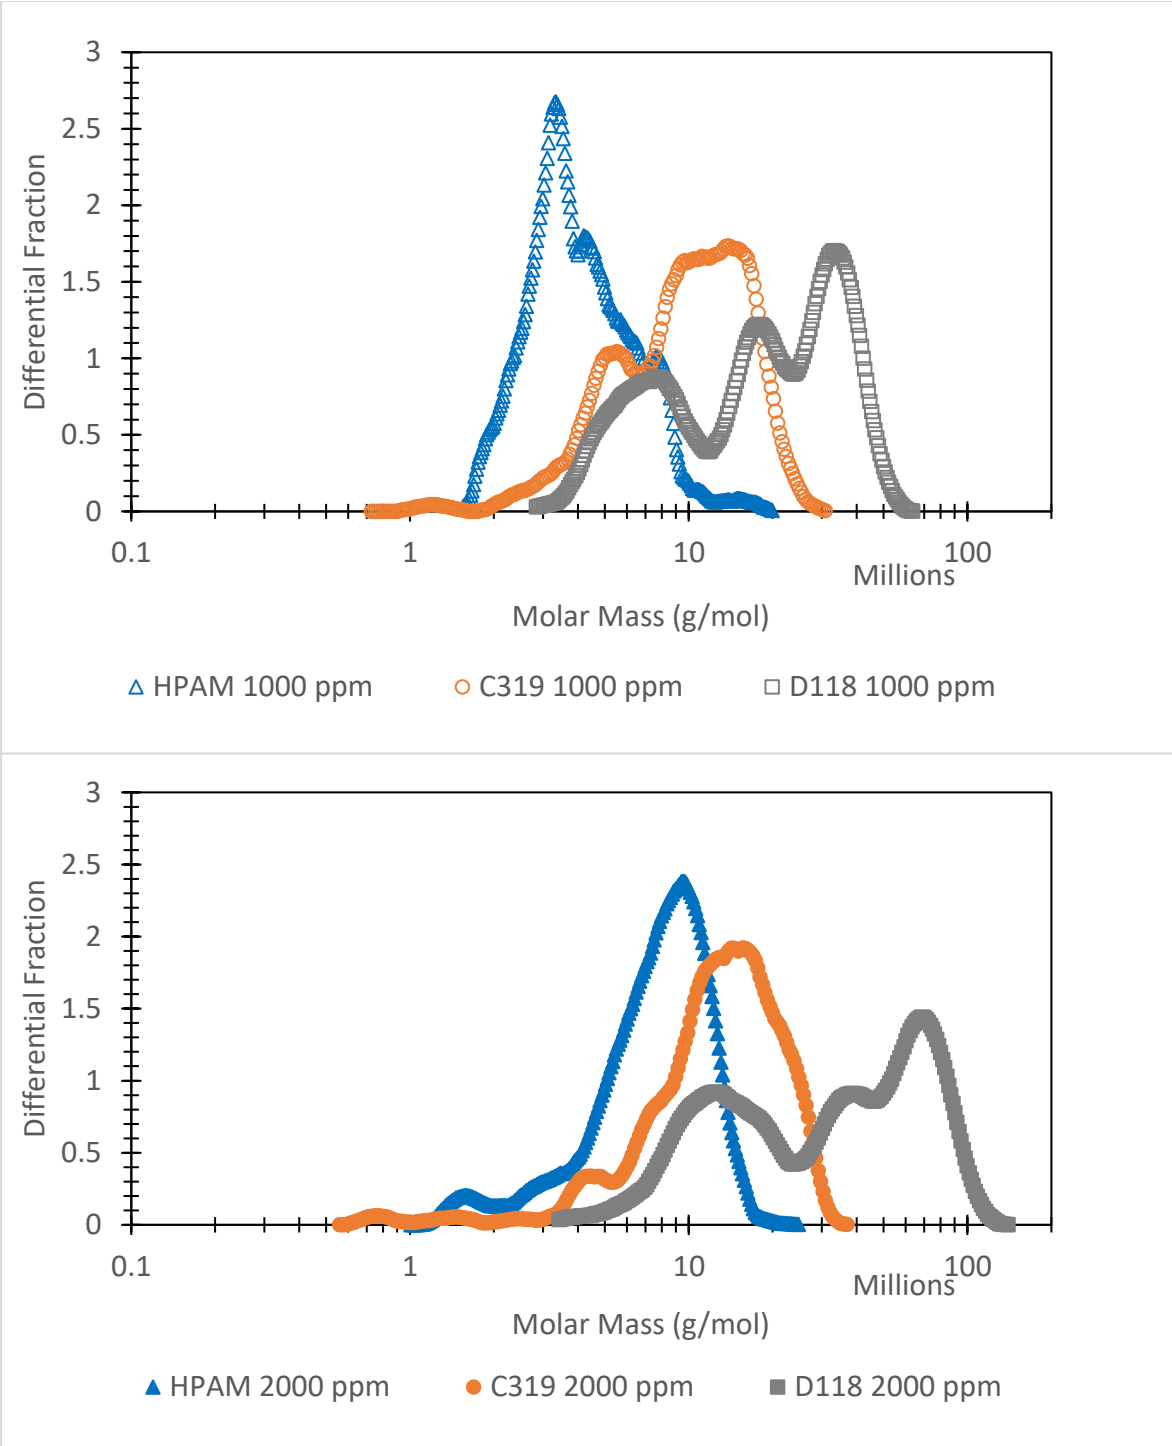 3
2.5
2
1.5
1
0.5
0
Differential Fraction
0.1 1 10 100
Millions
Molar Mass (g/mol)
HPAM 1000 ppm C319 1000 ppm D118 1000 ppm
3
2.5
2
1.5
1
0.5
0
Differential Fraction
0.1 1 10 100
Millions
Molar Mass (g/mol)
HPAM 2000 ppm C319 2000 ppm D118 2000 ppm